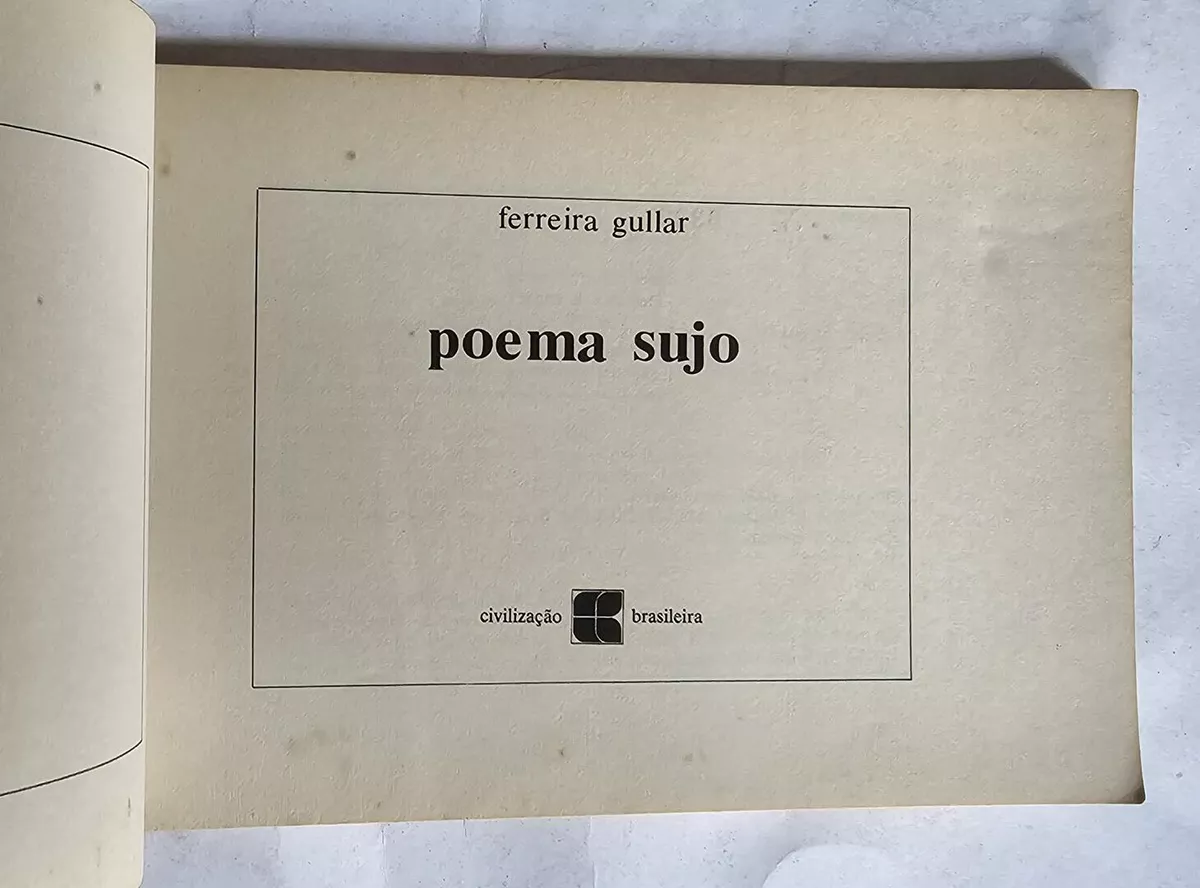 ferreira gullar
poema sujo
civilização brasileira